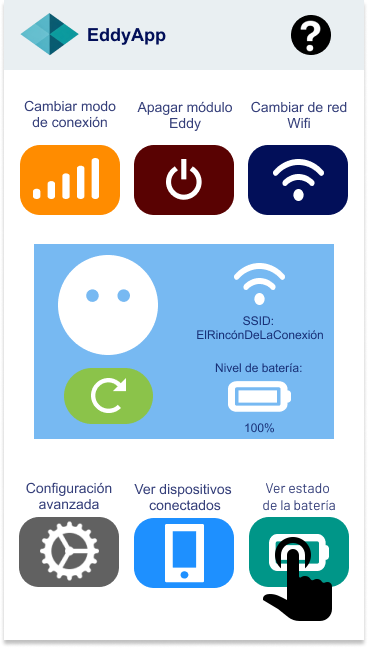 EddyApp
?
Cambiar modo
de conexión
Apagar módulo
Eddy
Cambiar de red
Wifi
SSID:
ElRincónDeLaConexión
Nivel de batería:
100%
Configuración
avanzada
Ver dispositivos
conectados
Ver estado
de la batería